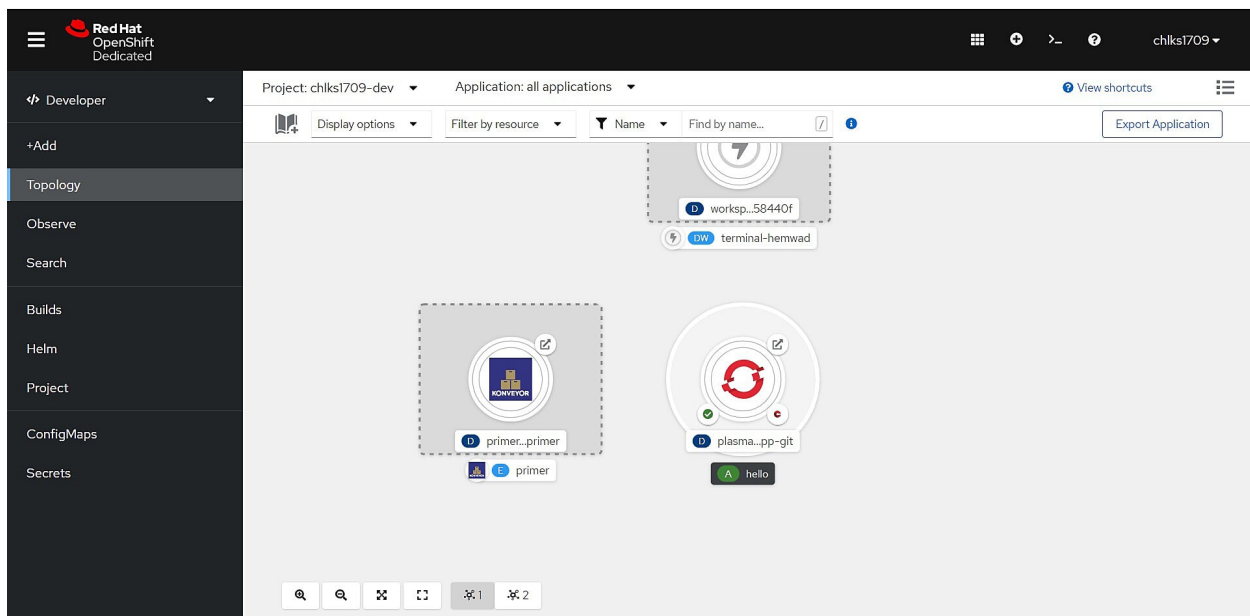 Red Hat
OpenShift
Dedicated
>_
chlks1709
</> Developer
Project: chlks1709-dev
Application: all applications
View shortcuts
Display options
Filter by resource
Name
Find by name...
/
Export Application
+Add
Topology
Observe
Search
Builds
Helm
Project
ConfigMaps
Secrets
D worksp...58440f
DW terminal-hemwad
KONVEYOR
D primer...primer
E primer
D plasma...pp-git
A hello
1
2